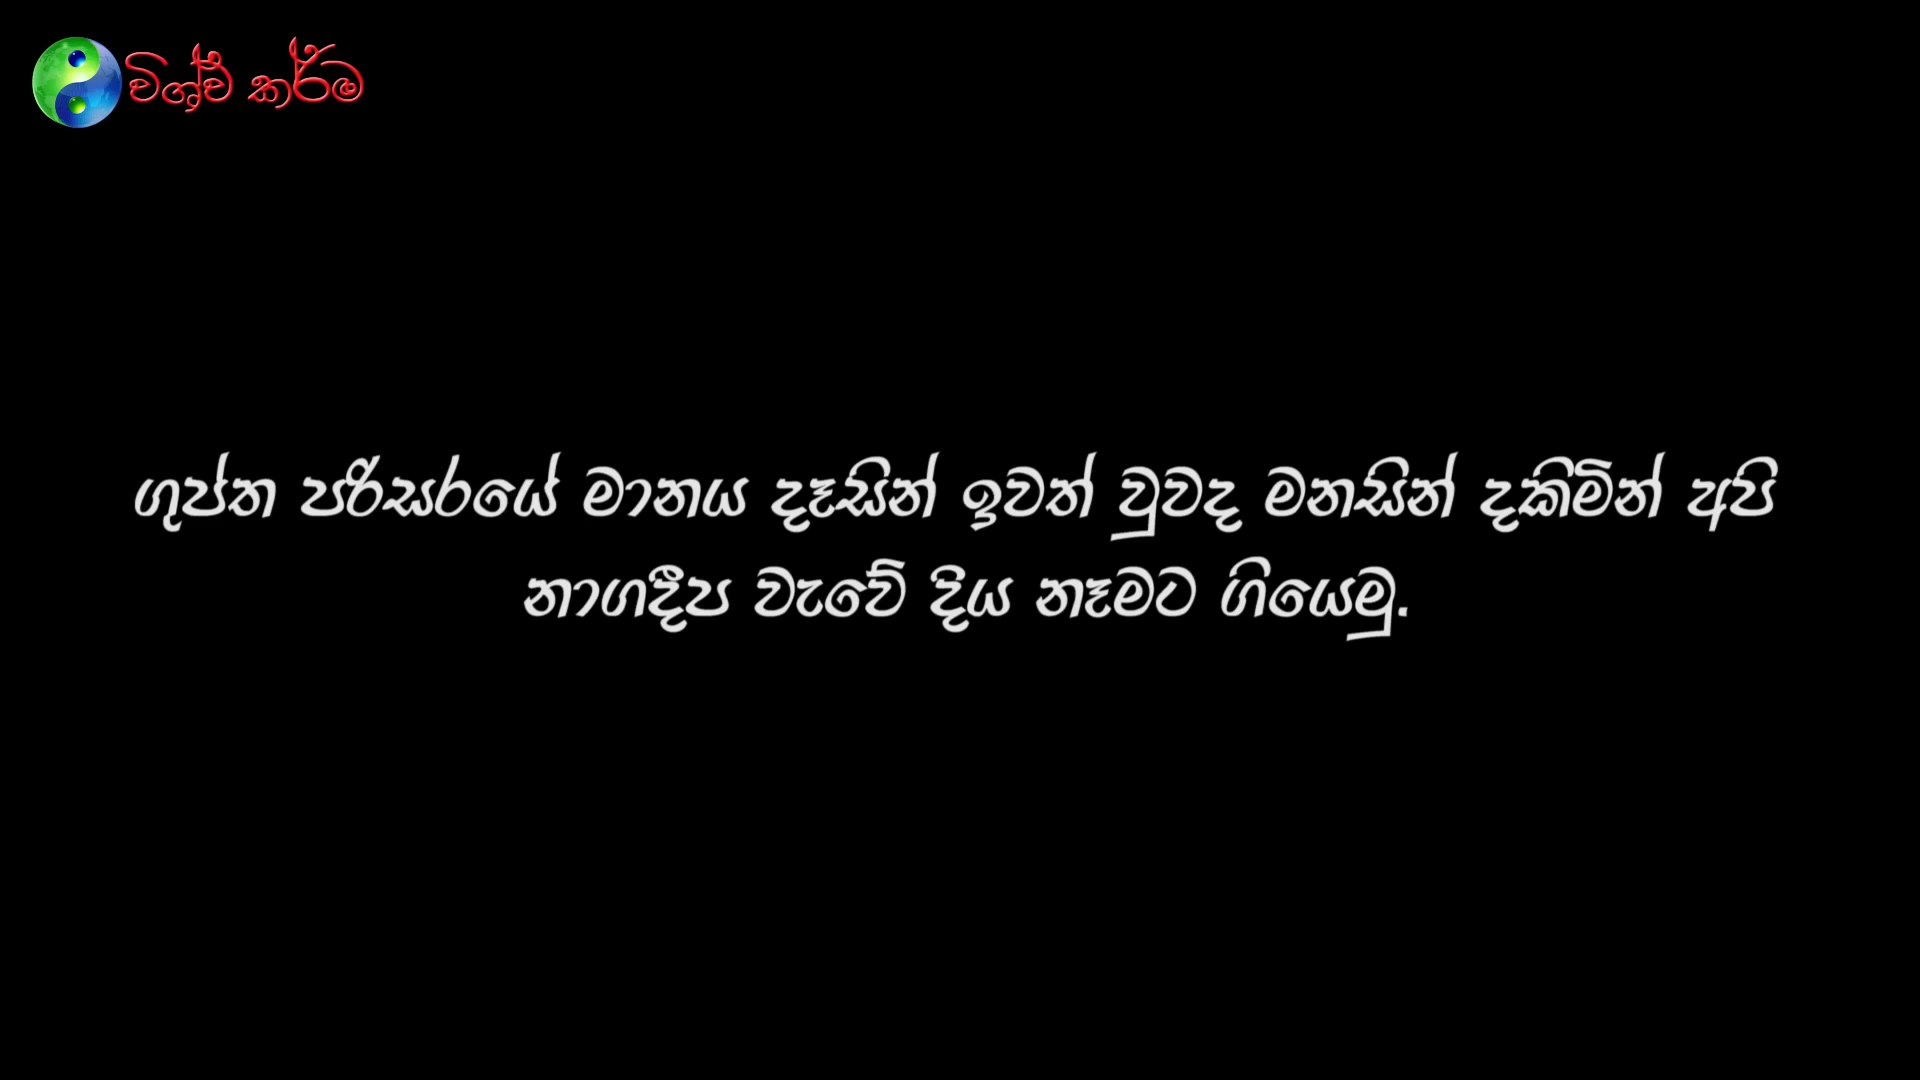 විශ්ව කර්ම
ගුප්ත පරිසරයේ මානය දෑසින් ඉවත් වුවද මනසින් දකිමින් අපි
නාගදීප වැවේ දිය නෑමට ගියෙමු.